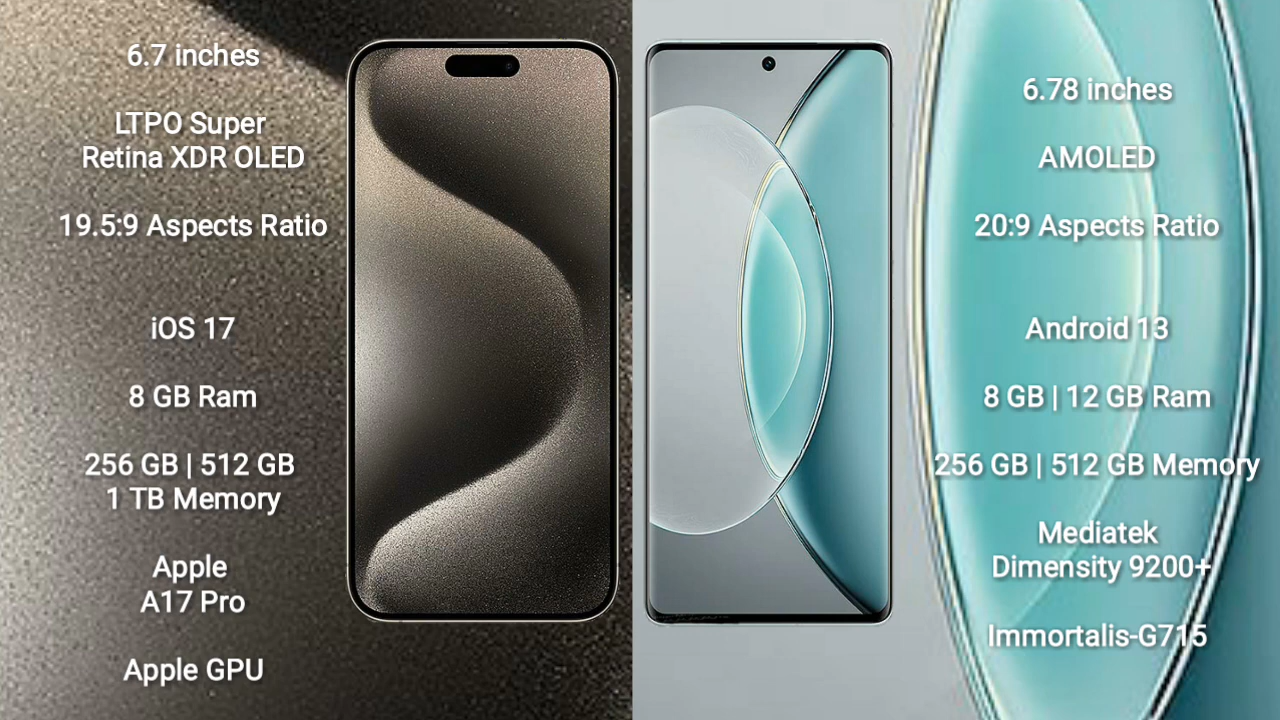 6.7 inches
LTPO Super
Retina XDR OLED
19.5:9 Aspects Ratio
iOS 17
8 GB Ram
256 GB | 512 GB
1 TB Memory
Apple
A17 Pro
Apple GPU
6.78 inches
AMOLED
20:9 Aspects Ratio
Android 13
8 GB | 12 GB Ram
256 GB | 512 GB Memory
Mediatek
Dimensity 9200+
Immortalis-G715